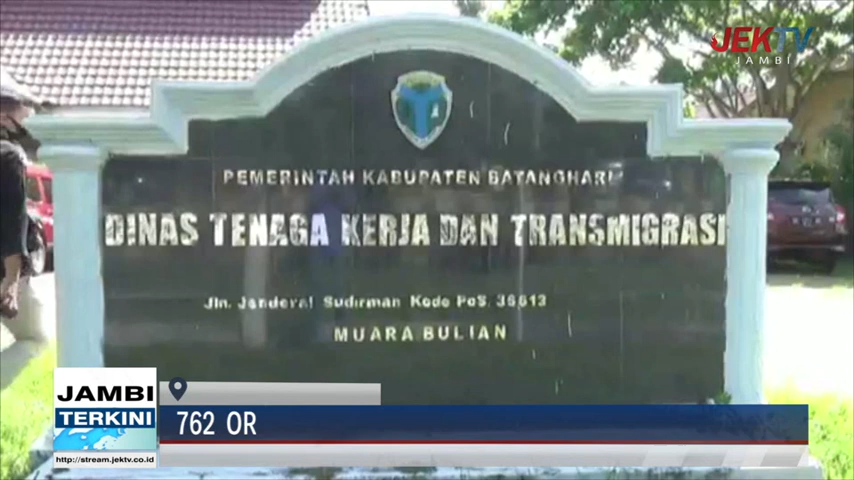 JEKTV
JAMBI
PEMERINTAH KABUPATEN BATANGHARI
DINAS TENAGA KERJA DAN TRANSMIGRASI
Jln. Jenderal Sudirman Kode Pos. 36613
MUARA BULIAN
JAMBI
TERKINI
http://stream.jektv.co.id
762 OR